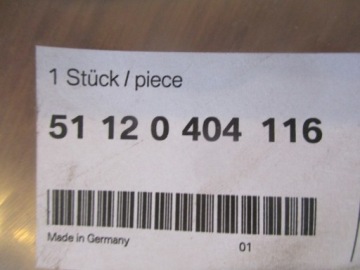 1 Stück / piece
51 12 0 404 116
Made in Germany 01